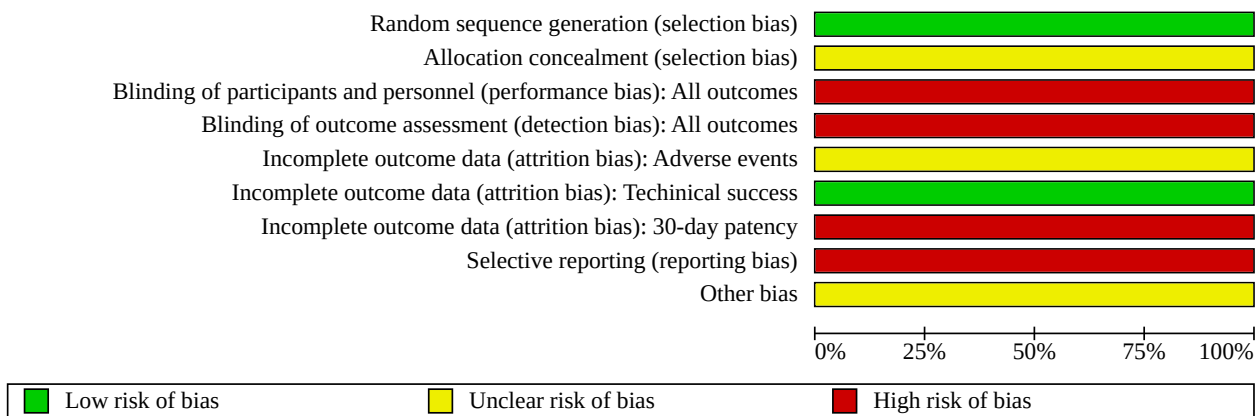 Random sequence generation (selection bias)
Allocation concealment (selection bias)
Blinding of participants and personnel (performance bias): All outcomes
Blinding of outcome assessment (detection bias): All outcomes
Incomplete outcome data (attrition bias): Adverse events
Incomplete outcome data (attrition bias): Techinical success
Incomplete outcome data (attrition bias): 30-day patency
Selective reporting (reporting bias)
Other bias
0% 25% 50% 75% 100%
Low risk of bias Unclear risk of bias High risk of bias